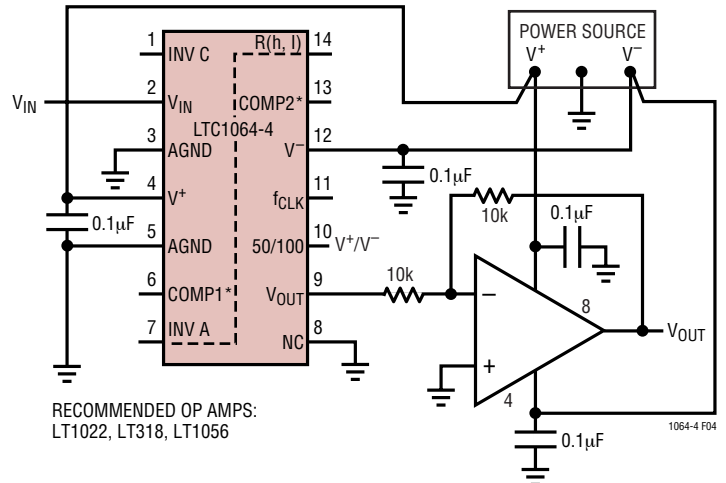 POWER SOURCE
V+ V−
1 INV C R(h, I) 14
VIN 2 VIN COMP2* 13
LTC1064-4
3 AGND V− 12
0.1µF
4 V+ fCLK 11
0.1µF
5 AGND 50/100 10 V+/V−
10k
0.1µF
6 COMP1* VOUT 9
10k
7 INV A NC 8
−
+
8
4
VOUT
0.1µF
RECOMMENDED OP AMPS:
LT1022, LT318, LT1056
1064-4 F04